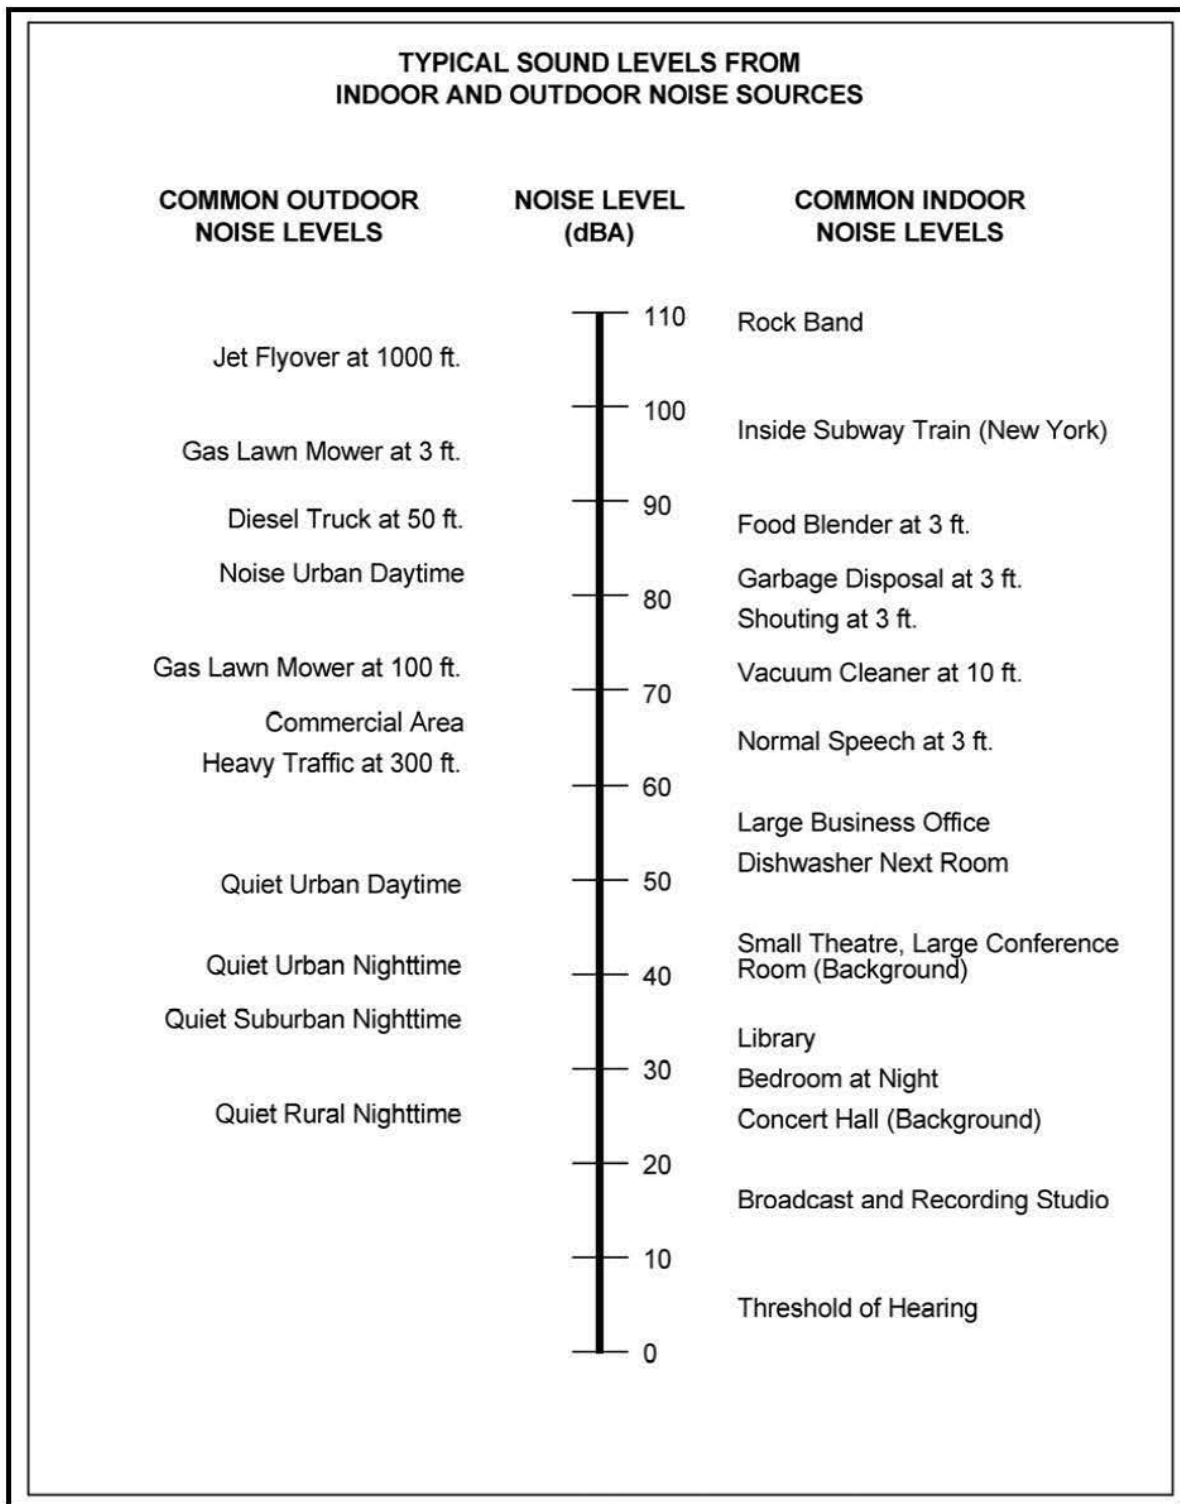 TYPICAL SOUND LEVELS FROM
INDOOR AND OUTDOOR NOISE SOURCES
COMMON OUTDOOR
NOISE LEVELS
NOISE LEVEL
(dBA)
COMMON INDOOR
NOISE LEVELS
110
Rock Band
Jet Flyover at 1000 ft.
100
Inside Subway Train (New York)
Gas Lawn Mower at 3 ft.
90
Diesel Truck at 50 ft.
Food Blender at 3 ft.
Noise Urban Daytime
Garbage Disposal at 3 ft.
80
Shouting at 3 ft.
Gas Lawn Mower at 100 ft.
Vacuum Cleaner at 10 ft.
70
Commercial Area
Normal Speech at 3 ft.
Heavy Traffic at 300 ft.
60
Large Business Office
Dishwasher Next Room
Quiet Urban Daytime
50
Small Theatre, Large Conference
Room (Background)
Quiet Urban Nighttime
40
Quiet Suburban Nighttime
Library
30
Bedroom at Night
Quiet Rural Nighttime
Concert Hall (Background)
20
Broadcast and Recording Studio
10
Threshold of Hearing
0